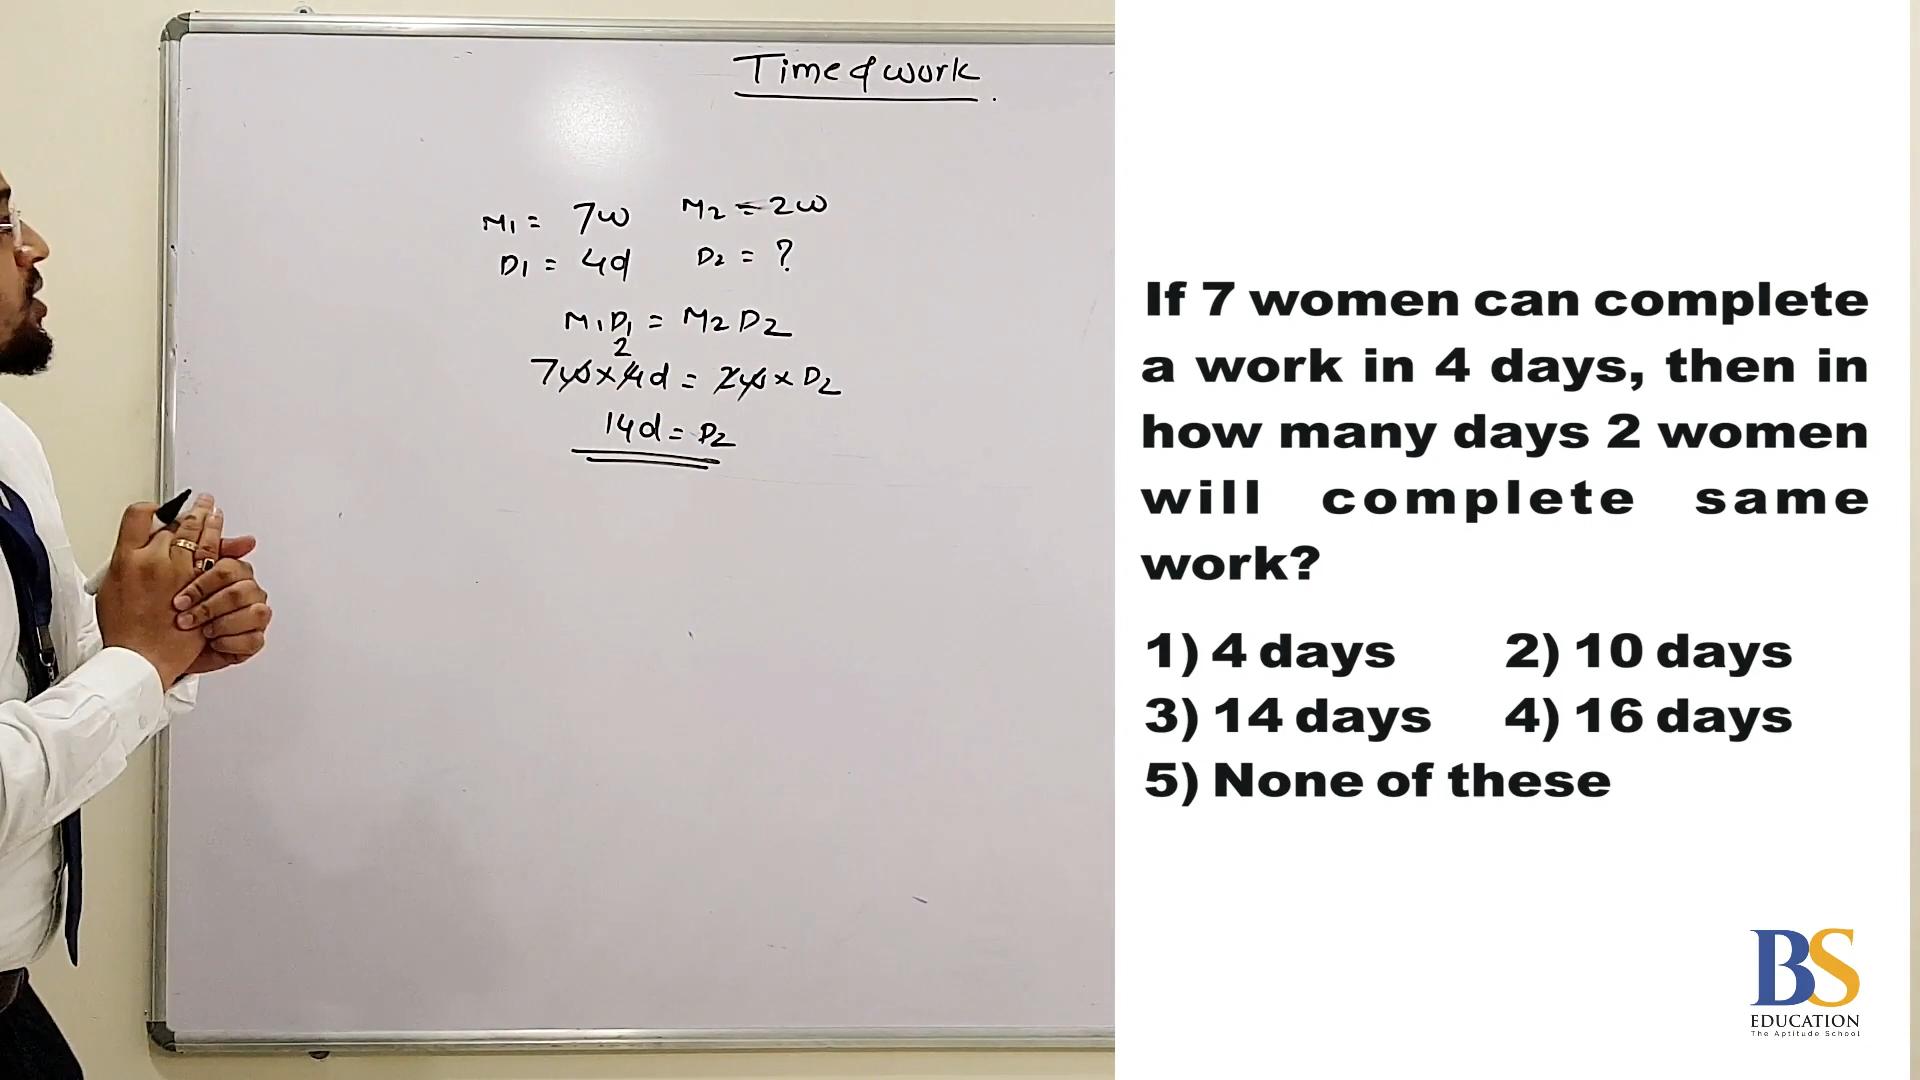 Time & work
M1 = 7w M2 = 2w
D1 = 4d D2 = ?
M1D1 = M2D2
2
7w×4d = 2w×D2
14d = D2
If 7 women can complete
a work in 4 days, then in
how many days 2 women
will complete same
work?
1) 4 days 2) 10 days
3) 14 days 4) 16 days
5) None of these
BS
EDUCATION
The Aptitude School